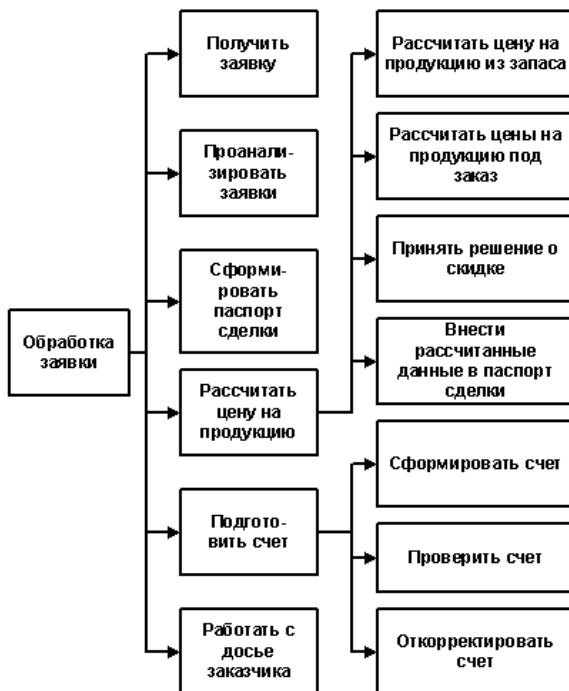 Обработка
заявки
Получить
заявку
Проанали-
зировать
заявки
Сформи-
ровать
паспорт
сделки
Рассчитать
цену на
продукцию
Подгото-
вить счет
Работать с
досье
заказчика
Рассчитать цену на
продукцию из запаса
Рассчитать цены на
продукцию под
заказ
Принять решение о
скидке
Внести
рассчитанные
данные в паспорт
сделки
Сформировать счет
Проверить счет
Откорректировать
счет